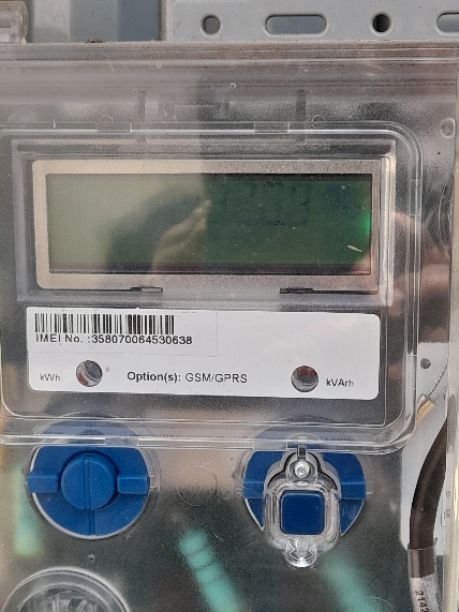 IMEI No. :358070064530638
kWh
Option(s): GSM/GPRS
kVArh